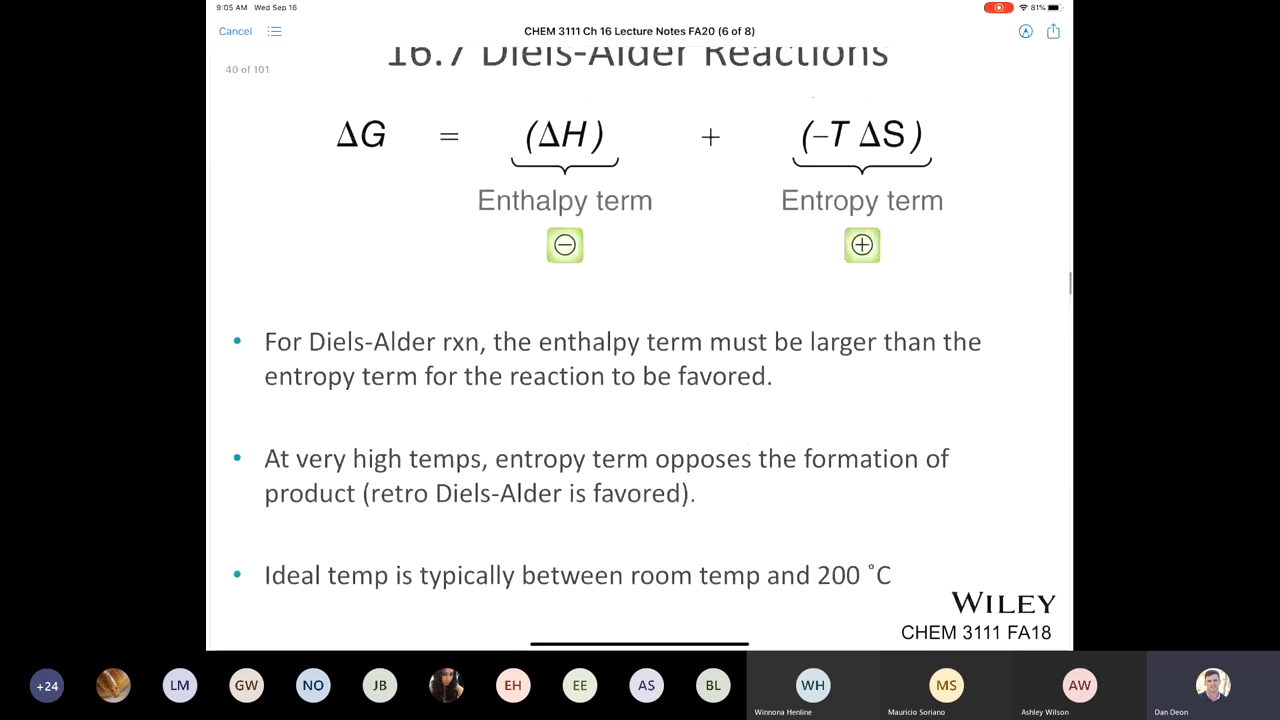 9:05 AM Wed Sep 16
81%
Cancel
CHEM 3111 Ch 16 Lecture Notes FA20 (6 of 8)
40 of 101
16.7 Diels-Alder Reactions
ΔG = (ΔH) + (–T ΔS)
Enthalpy term Entropy term
⊖ ⊕
• For Diels-Alder rxn, the enthalpy term must be larger than the
entropy term for the reaction to be favored.
• At very high temps, entropy term opposes the formation of
product (retro Diels-Alder is favored).
• Ideal temp is typically between room temp and 200 ˚C
WILEY
CHEM 3111 FA18
+24 LM GW NO JB EH EE AS BL WH MS AW
Winnona Henline Mauricio Soriano Ashley Wilson Dan Deon